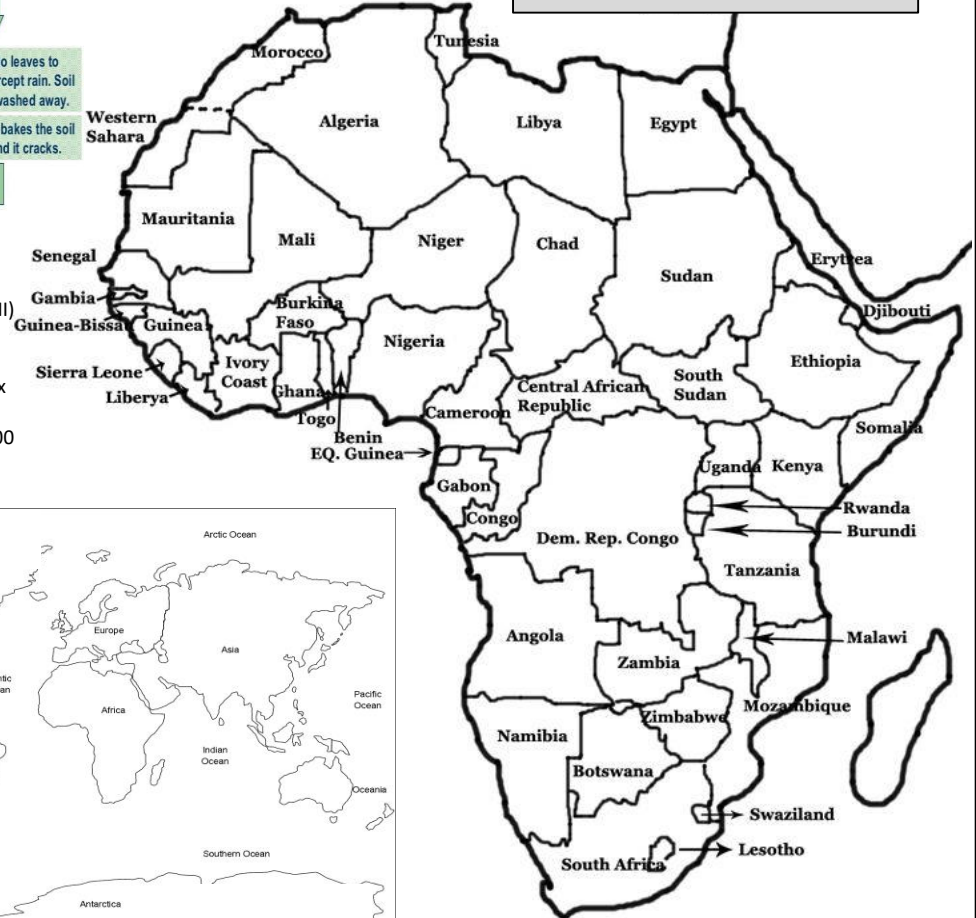 o leaves to
rcept rain. Soil
washed away.
bakes the soil
nd it cracks.
ll)
x
00
Morocco
Tunesia
Western
Sahara
Algeria
Libya
Egypt
Mauritania
Mali
Niger
Chad
Sudan
Erytrea
Senegal
Gambia
Guinea-Bissau
Guinea
Burkina
Faso
Djibouti
Nigeria
Ethiopia
Sierra Leone
Ivory
Coast
Ghana
South
Sudan
Liberya
Central African
Republic
Togo
Cameroon
Somalia
Benin
EQ. Guinea
Uganda
Kenya
Gabon
Congo
Rwanda
Burundi
Dem. Rep. Congo
Tanzania
Angola
Malawi
Zambia
Mozambique
Zimbabwe
Namibia
Botswana
Swaziland
Lesotho
South Africa
Arctic Ocean
Europe
Asia
ntic
an
Africa
Pacific
Ocean
Indian
Ocean
Oceania
Southern Ocean
Antarctica